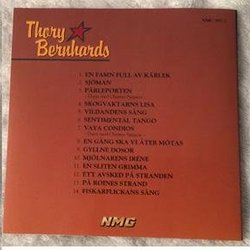 Thory
Bernhards
1. EN FAMN FULL AV KÄRLEK
2. SJÖMAN
3. PÄRLEPORTEN
4. SKOGVAKTARNS LISA
5. VILDANDENS SÅNG
6. SENTIMENTAL TANGO
7. VAYA CONDIOS
8. EN GÅNG SKA VI ÅTER MÖTAS
9. GYLLNE DOSOR
10. MJÖLNARENS IRENE
11. EN SLITEN GRIMMA
12. ETT AVSKED PÅ STRANDEN
13. PÅ ROINES STRAND
14. FISKARFLICKANS SÅNG
NMG